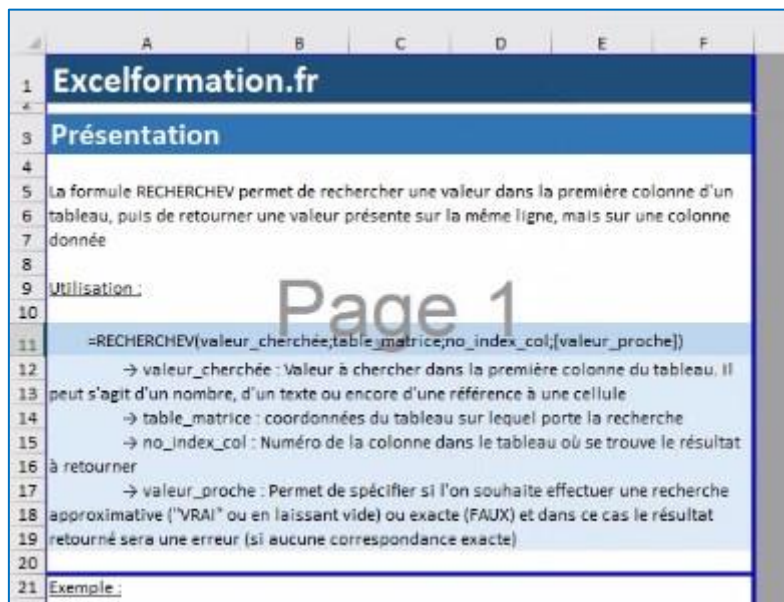 A B C D E F
1 Excelformation.fr
2
3 Présentation
4
5 La formule RECHERCHEV permet de rechercher une valeur dans la première colonne d'un
6 tableau, puis de retourner une valeur présente sur la même ligne, mais sur une colonne
7 donnée
8
9 Utilisation :
10
Page 1
11 =RECHERCHEV(valeur_cherchée;table_matrice;no_index_col;[valeur_proche])
12 → valeur_cherchée : Valeur à chercher dans la première colonne du tableau. Il
13 peut s'agit d'un nombre, d'un texte ou encore d'une référence à une cellule
14 → table_matrice : coordonnées du tableau sur lequel porte la recherche
15 → no_index_col : Numéro de la colonne dans le tableau où se trouve le résultat
16 à retourner
17 → valeur_proche : Permet de spécifier si l'on souhaite effectuer une recherche
18 approximative ("VRAI" ou en laissant vide) ou exacte (FAUX) et dans ce cas le résultat
19 retourné sera une erreur (si aucune correspondance exacte)
20
21 Exemple :